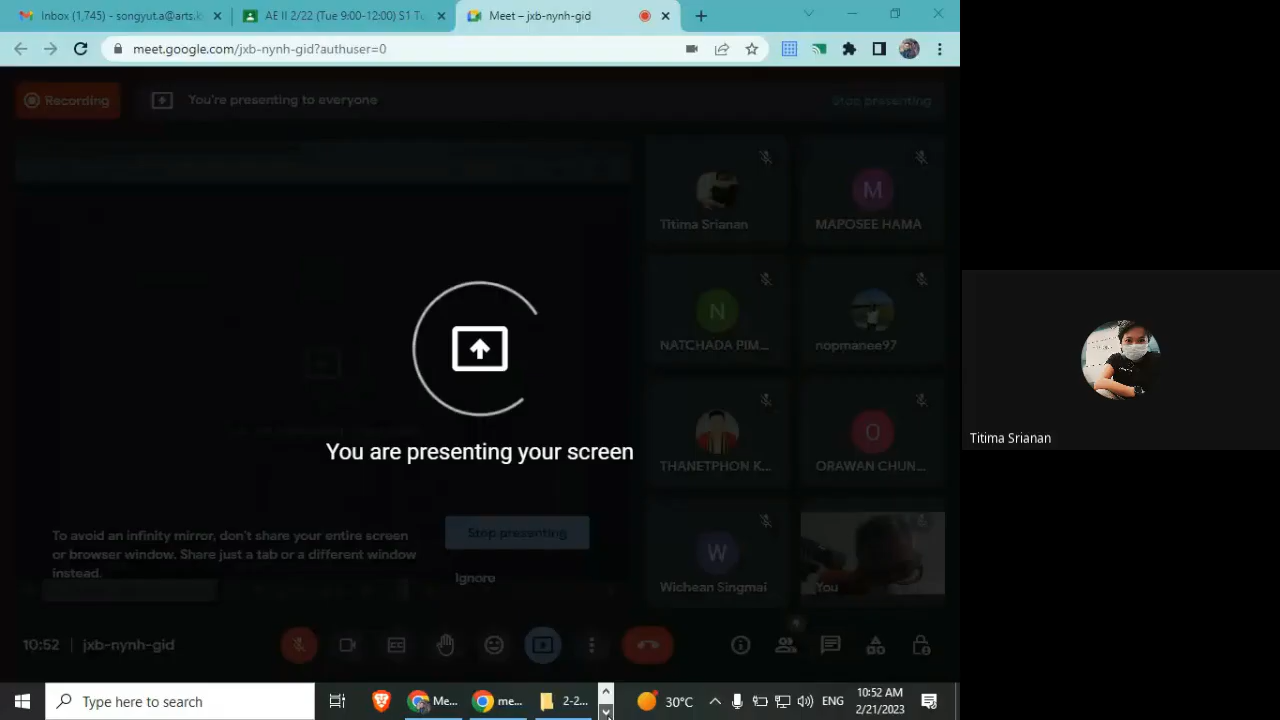 Inbox (1,745) - songyut.a@arts.k
AE II 2/22 (Tue 9:00-12:00) S1 Tu
Meet – jxb-nynh-gid
meet.google.com/jxb-nynh-gid?authuser=0
Recording
You're presenting to everyone
Stop presenting
Titima Srianan
M
MAPOSEE HAMA
N
NATCHADA PIM...
nopmanee97
You are presenting your screen
THANETPHON K...
O
ORAWAN CHUN...
Titima Srianan
To avoid an infinity mirror, don't share your entire screen
or browser window. Share just a tab or a different window
instead.
Stop presenting
Ignore
W
Wichean Singmai
You
10:52 | jxb-nynh-gid
Type here to search
Me...
me...
2-2...
30°C
ENG
10:52 AM
2/21/2023